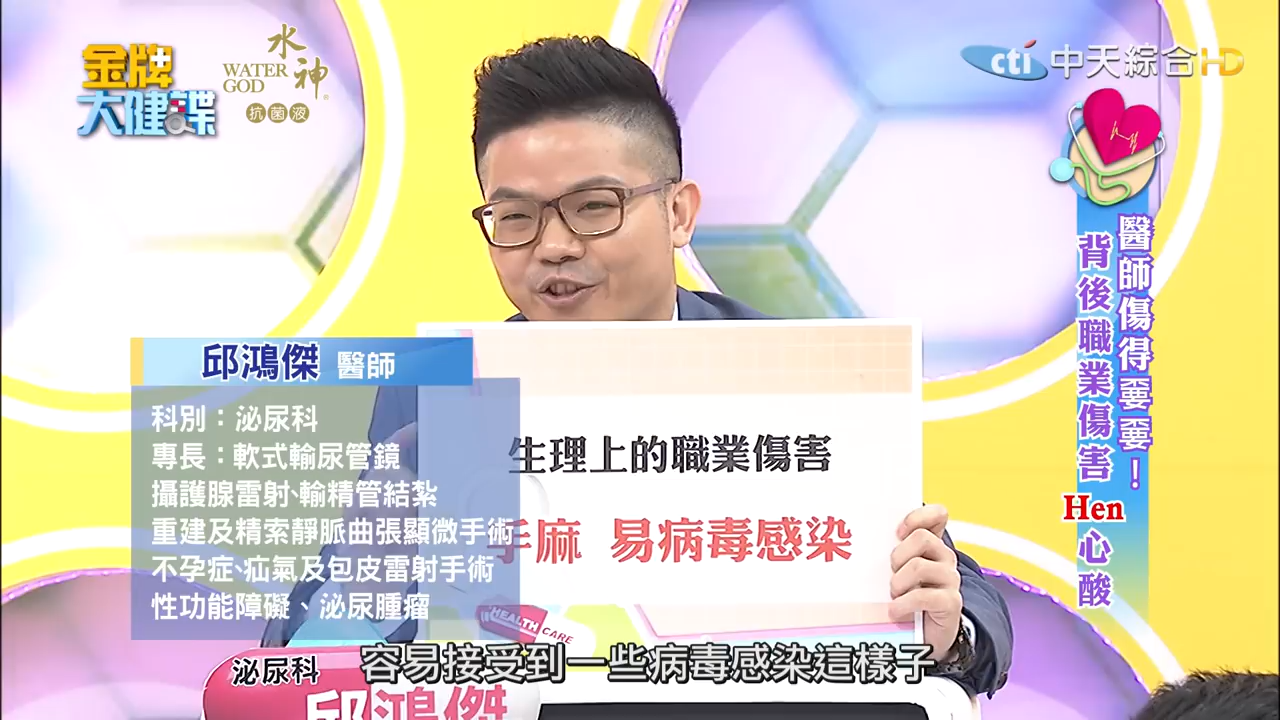 金牌
大健諜
水神
WATER
GOD
抗菌液
cti 中天綜合HD
醫師傷得嫑嫑！
背後職業傷害 Hen 心酸
邱鴻傑 醫師
科別：泌尿科
專長：軟式輸尿管鏡
攝護腺雷射、輸精管結紮
重建及精索靜脈曲張顯微手術
不孕症、疝氣及包皮雷射手術
性功能障礙、泌尿腫瘤
生理上的職業傷害
手麻 易病毒感染
HEALTH CARE
容易接受到一些病毒感染這樣子
泌尿科
邱鴻傑